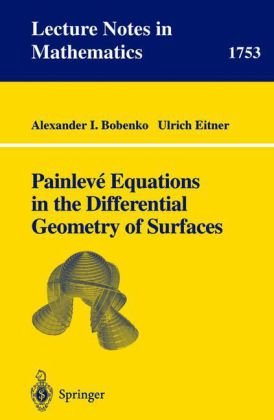 Lecture Notes in
Mathematics 1753
Alexander I. Bobenko Ulrich Eitner
Painlevé Equations
in the Differential
Geometry of Surfaces
Springer